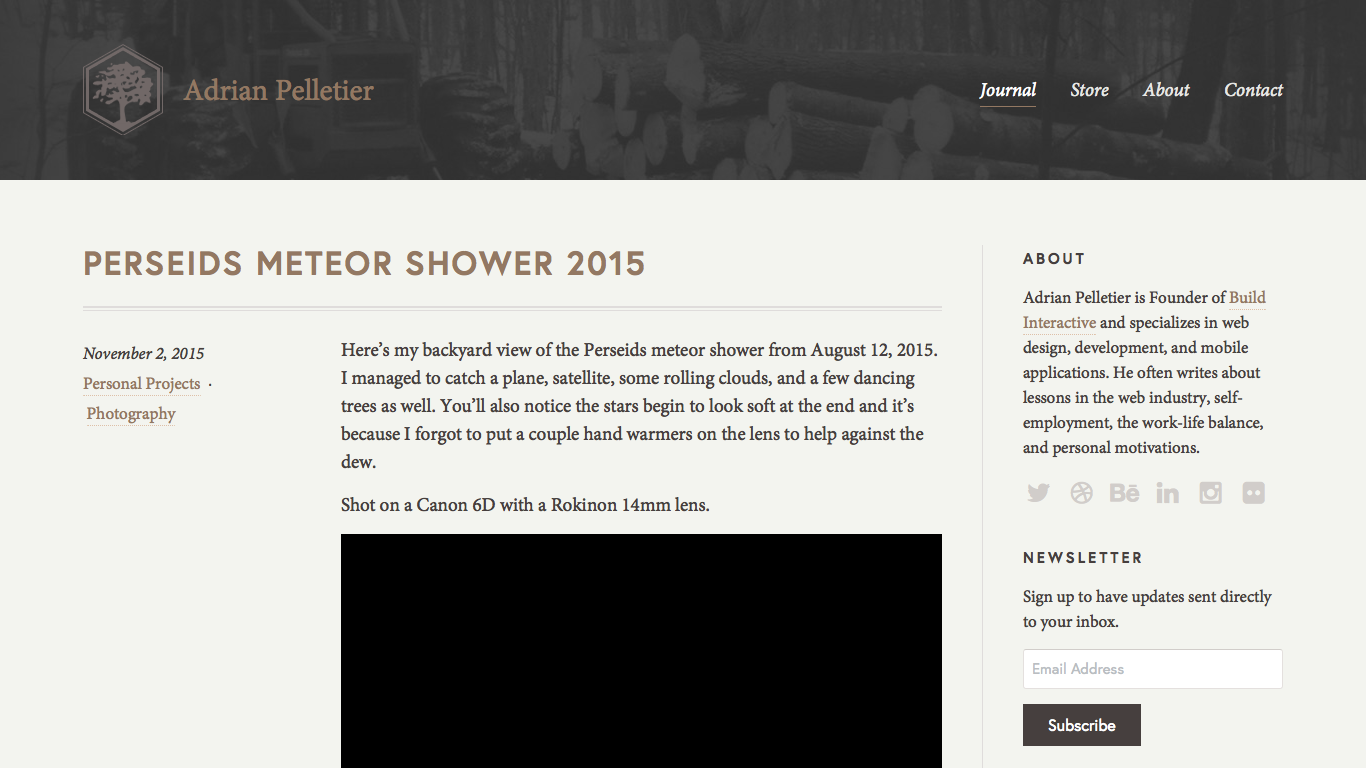 Adrian Pelletier
Journal
Store
About
Contact
PERSEIDS METEOR SHOWER 2015
November 2, 2015
Personal Projects ·
Photography
Here’s my backyard view of the Perseids meteor shower from August 12, 2015.
I managed to catch a plane, satellite, some rolling clouds, and a few dancing
trees as well. You’ll also notice the stars begin to look soft at the end and it’s
because I forgot to put a couple hand warmers on the lens to help against the
dew.
Shot on a Canon 6D with a Rokinon 14mm lens.
ABOUT
Adrian Pelletier is Founder of Build
Interactive and specializes in web
design, development, and mobile
applications. He often writes about
lessons in the web industry, self-
employment, the work-life balance,
and personal motivations.
Bē
in
NEWSLETTER
Sign up to have updates sent directly
to your inbox.
Email Address
Subscribe